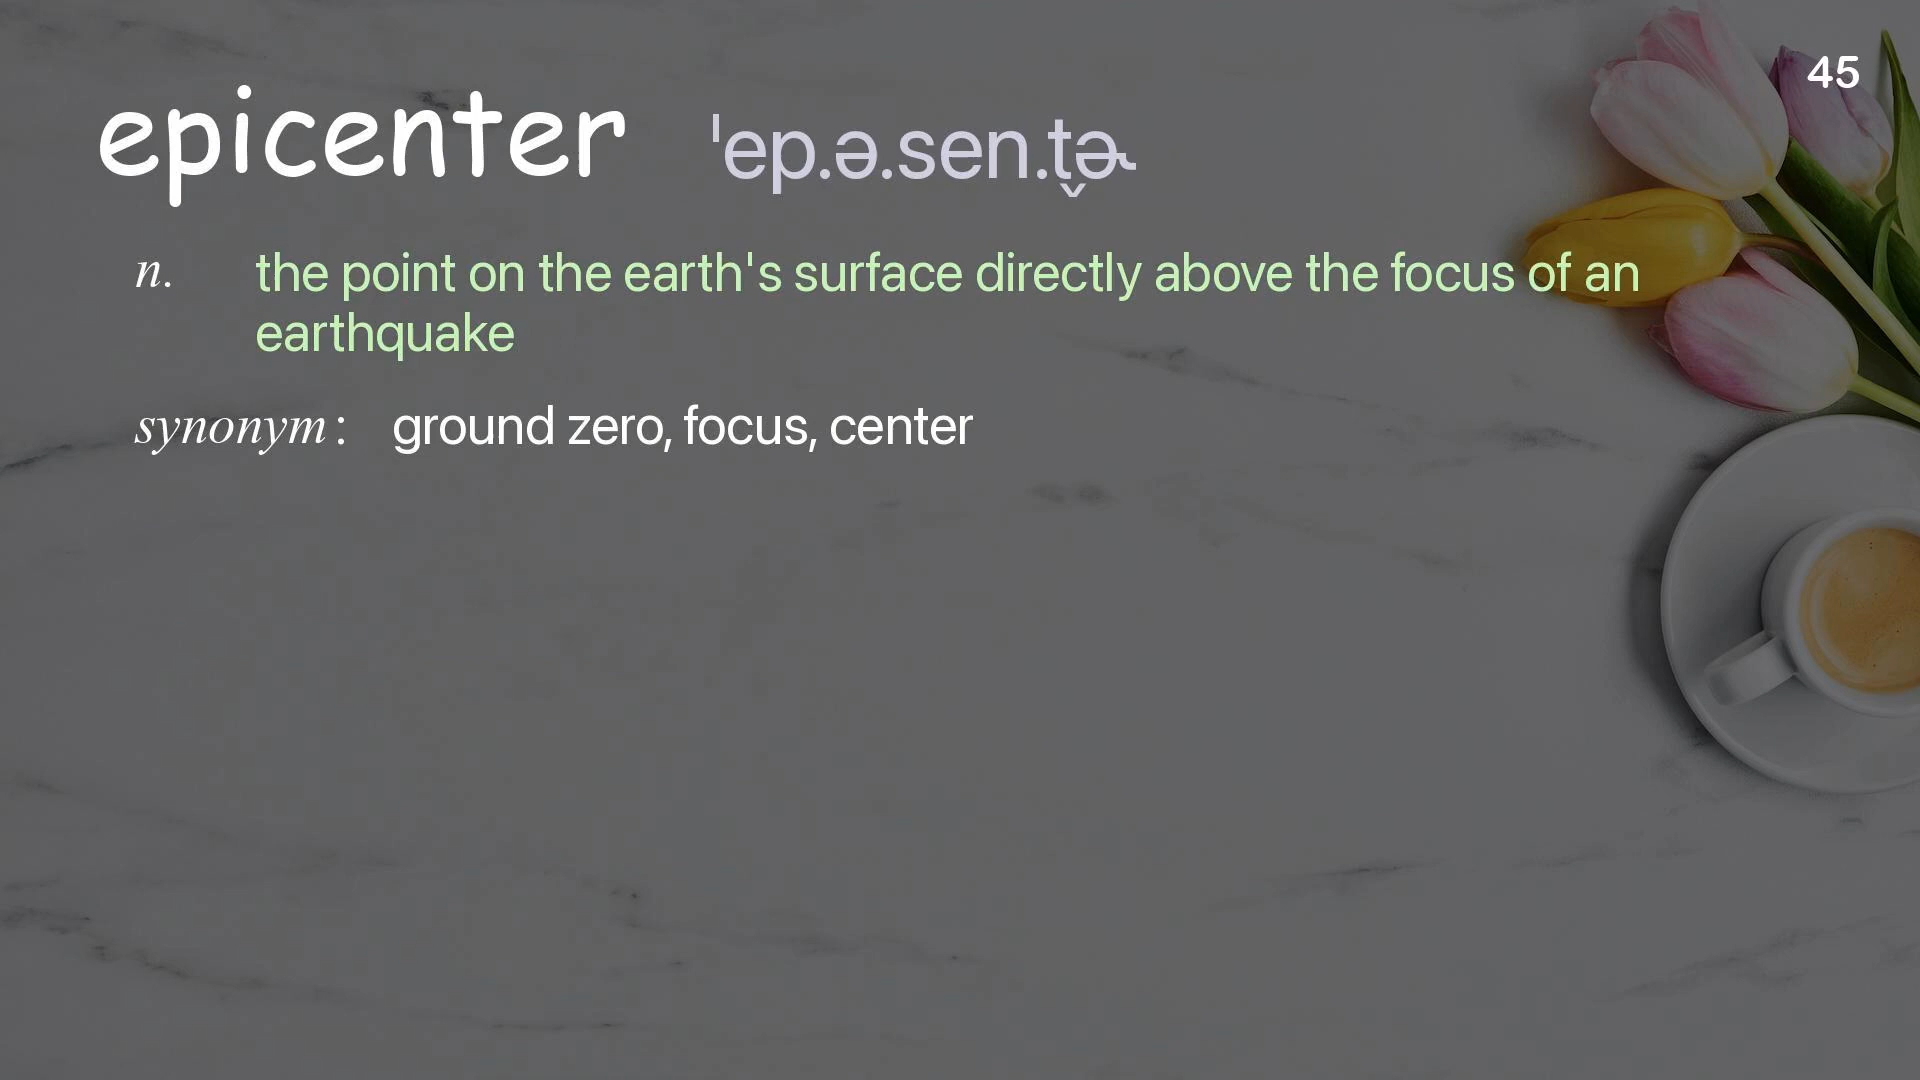 45
epicenter ˈep.ə.sen.t̬ɚ
n. the point on the earth's surface directly above the focus of an
earthquake
synonym : ground zero, focus, center